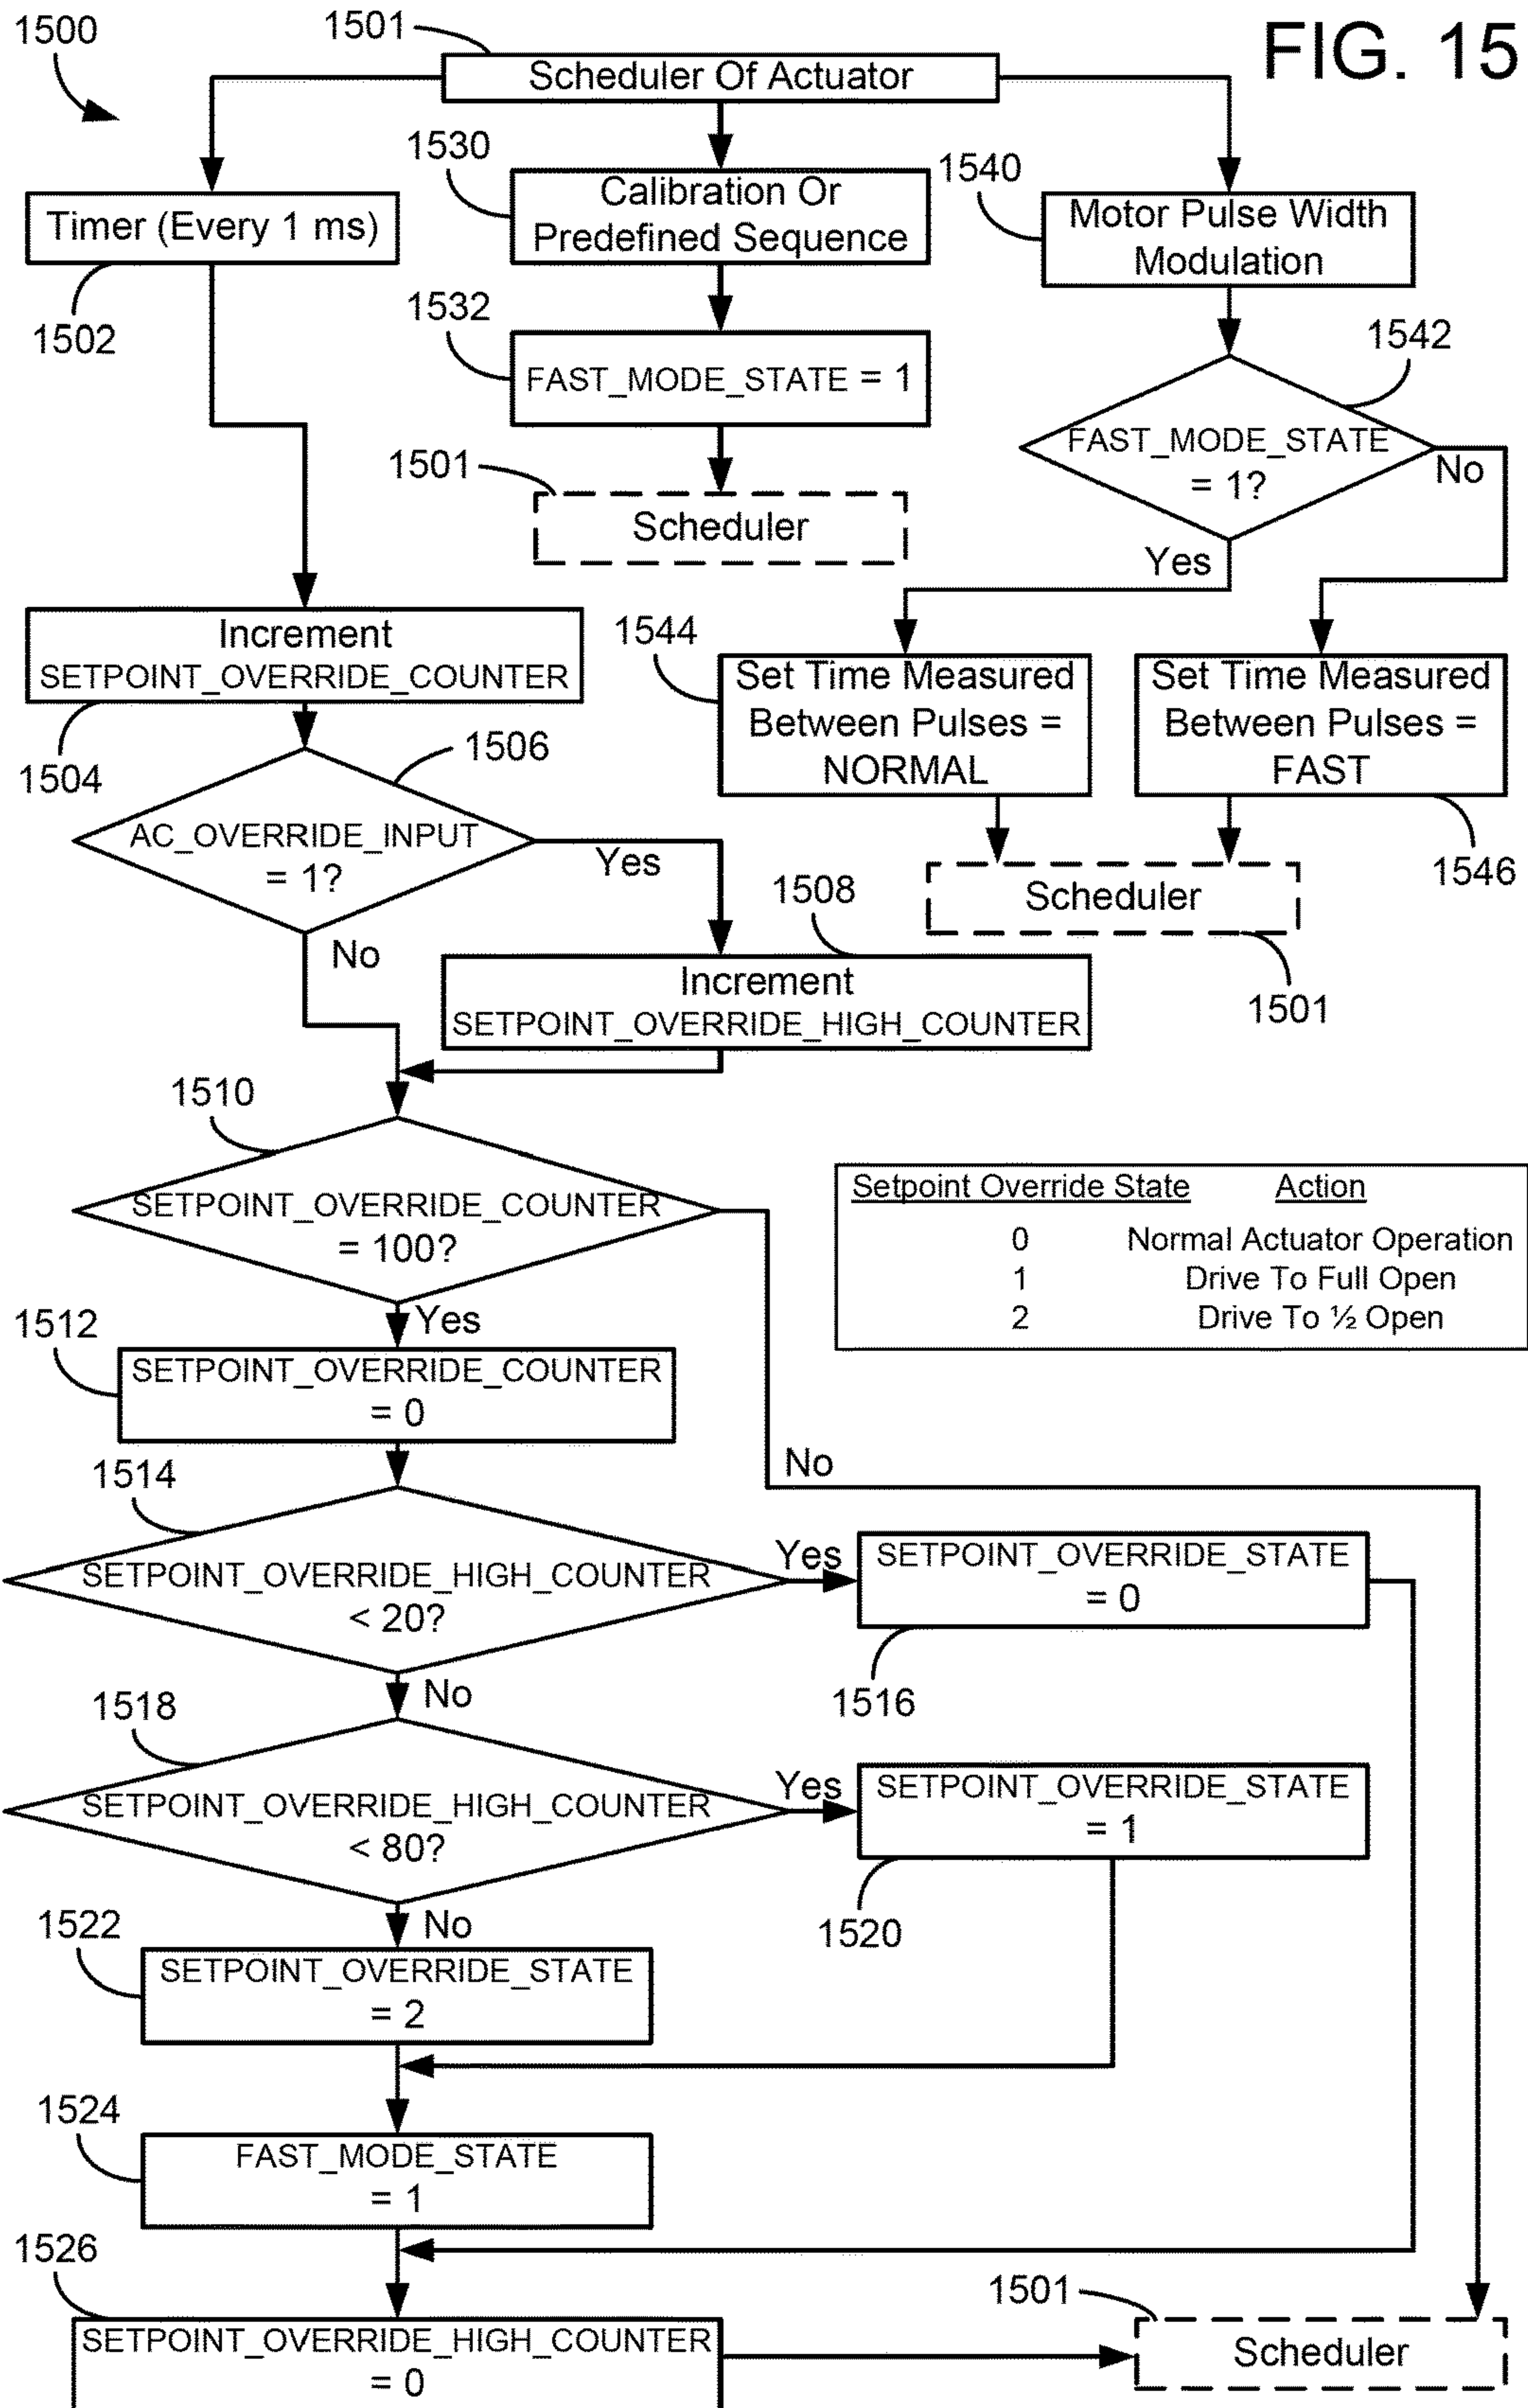 FIG. 15
1500
1501
Scheduler Of Actuator
1530
1540
Timer (Every 1 ms)
1502
Calibration Or
Predefined Sequence
1532
FAST_MODE_STATE = 1
1501
Scheduler
Motor Pulse Width
Modulation
1542
FAST_MODE_STATE
= 1?
No
Yes
1544
Set Time Measured
Between Pulses =
NORMAL
Set Time Measured
Between Pulses =
FAST
1546
Scheduler
1501
Increment
SETPOINT_OVERRIDE_COUNTER
1504
1506
AC_OVERRIDE_INPUT
= 1?
Yes
No
1508
Increment
SETPOINT_OVERRIDE_HIGH_COUNTER
1510
SETPOINT_OVERRIDE_COUNTER
= 100?
Yes
No
Setpoint Override State Action
0 Normal Actuator Operation
1 Drive To Full Open
2 Drive To ½ Open
1512
SETPOINT_OVERRIDE_COUNTER
= 0
1514
SETPOINT_OVERRIDE_HIGH_COUNTER
< 20?
Yes
SETPOINT_OVERRIDE_STATE
= 0
1516
No
1518
SETPOINT_OVERRIDE_HIGH_COUNTER
< 80?
Yes
SETPOINT_OVERRIDE_STATE
= 1
1520
No
1522
SETPOINT_OVERRIDE_STATE
= 2
1524
FAST_MODE_STATE
= 1
1526
SETPOINT_OVERRIDE_HIGH_COUNTER
= 0
1501
Scheduler